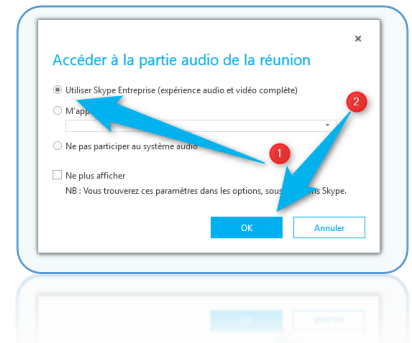 ×
Accéder à la partie audio de la réunion
Utiliser Skype Entreprise (expérience audio et vidéo complète)
M'app
2
Ne pas participer au système audio
1
Ne plus afficher
NB : Vous trouverez ces paramètres dans les options, sous Skype.
OK Annuler